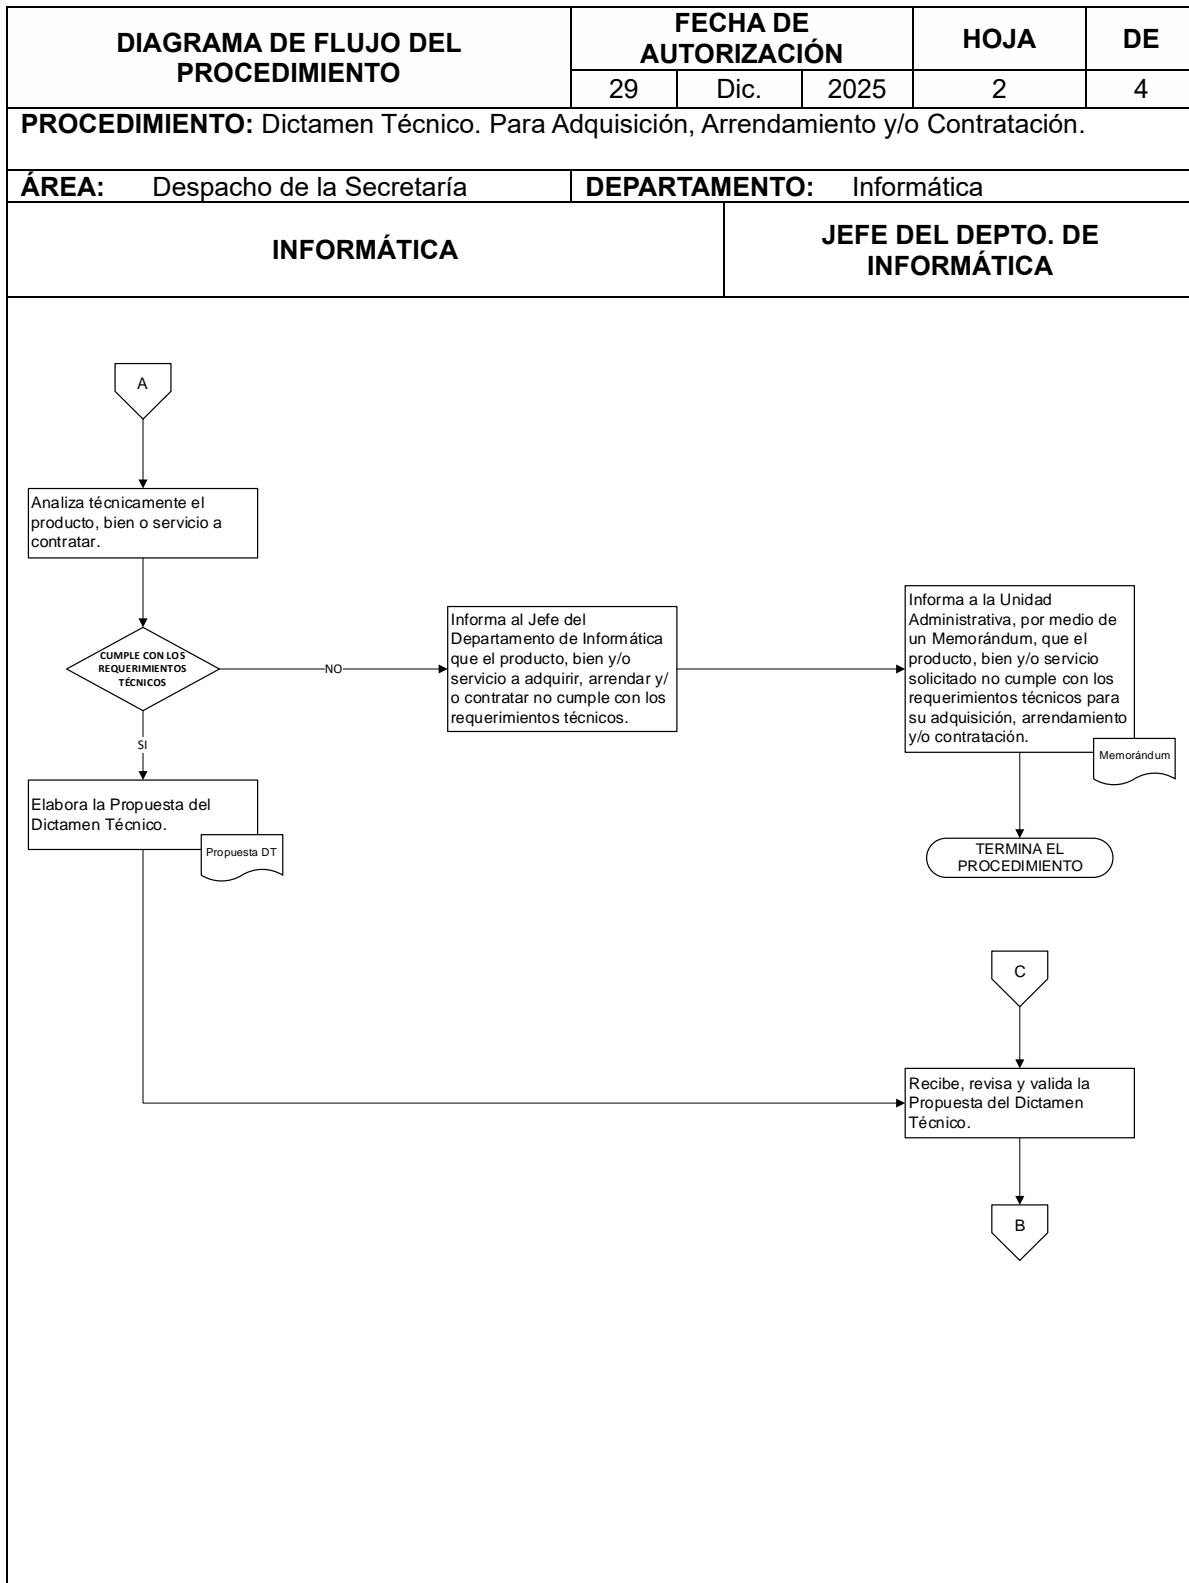 DIAGRAMA DE FLUJO DEL
PROCEDIMIENTO
FECHA DE
AUTORIZACIÓN
HOJA
DE
29
Dic.
2025
2
4
PROCEDIMIENTO: Dictamen Técnico. Para Adquisición, Arrendamiento y/o Contratación.
ÁREA: Despacho de la Secretaría
DEPARTAMENTO: Informática
INFORMÁTICA
JEFE DEL DEPTO. DE
INFORMÁTICA
A
Analiza técnicamente el
producto, bien o servicio a
contratar.
CUMPLE CON LOS
REQUERIMIENTOS
TÉCNICOS
NO
Informa al Jefe del
Departamento de Informática
que el producto, bien y/o
servicio a adquirir, arrendar y/
o contratar no cumple con los
requerimientos técnicos.
Informa a la Unidad
Administrativa, por medio de
un Memorándum, que el
producto, bien y/o servicio
solicitado no cumple con los
requerimientos técnicos para
su adquisición, arrendamiento
y/o contratación.
Memorándum
SI
Elabora la Propuesta del
Dictamen Técnico.
Propuesta DT
TERMINA EL
PROCEDIMIENTO
C
Recibe, revisa y valida la
Propuesta del Dictamen
Técnico.
B